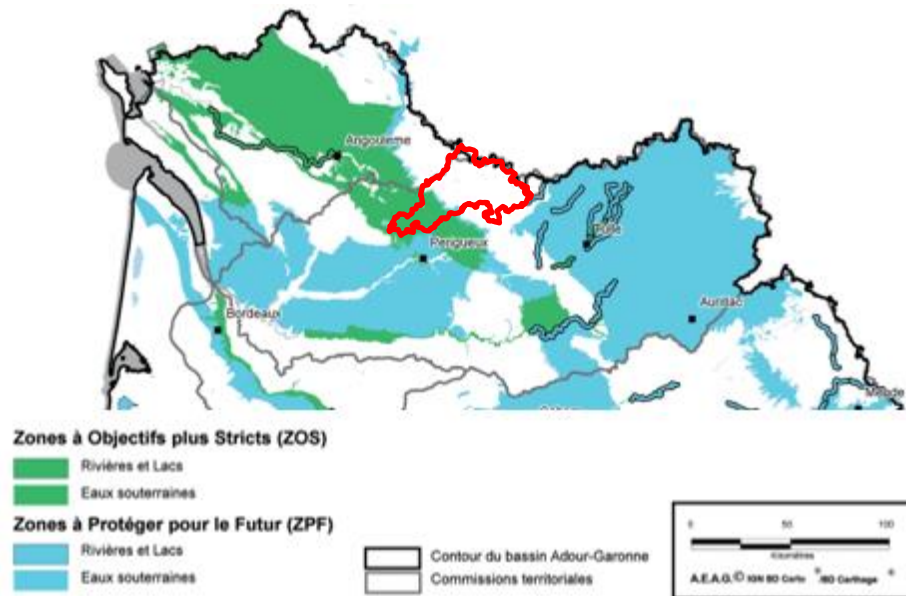 Angouleme
Périgueux
Tulle
Aurillac
Bordeaux
Mende
Zones à Objectifs plus Stricts (ZOS)
Rivières et Lacs
Eaux souterraines
Zones à Protéger pour le Futur (ZPF)
Rivières et Lacs
Eaux souterraines
Contour du bassin Adour-Garonne
Commissions territoriales
0 50 100
Kilomètres
A.E.A.G. © IGN BD Carto ® /BD Carthage ®